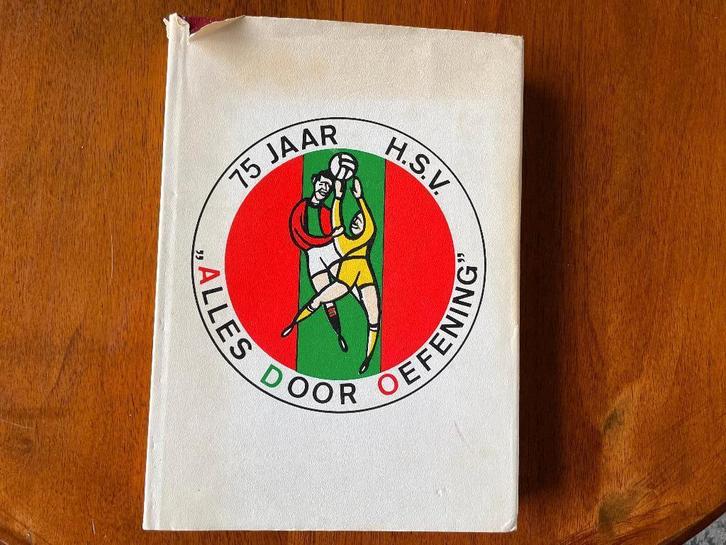 75 JAAR H.S.V.
„ALLES DOOR OEFENING”